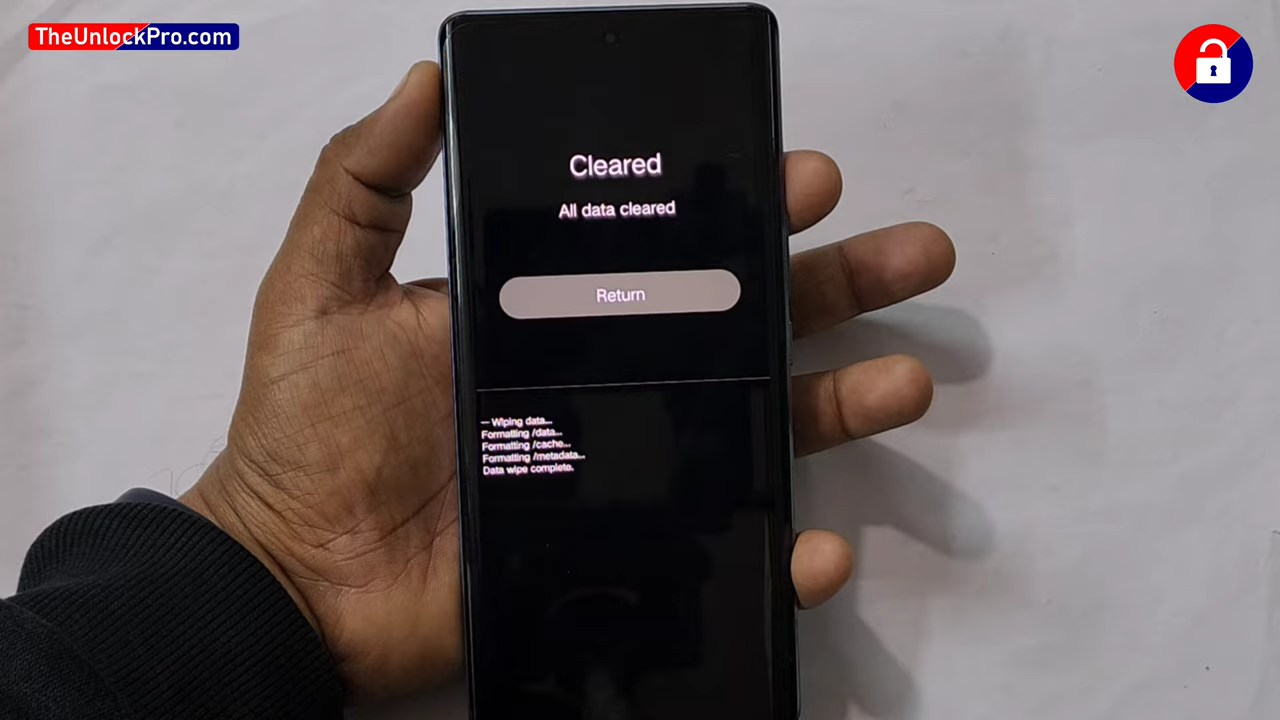 TheUnlockPro.com
Cleared
All data cleared
Return
-- Wiping data...
Formatting /data...
Formatting /cache...
Formatting /metadata...
Data wipe complete.